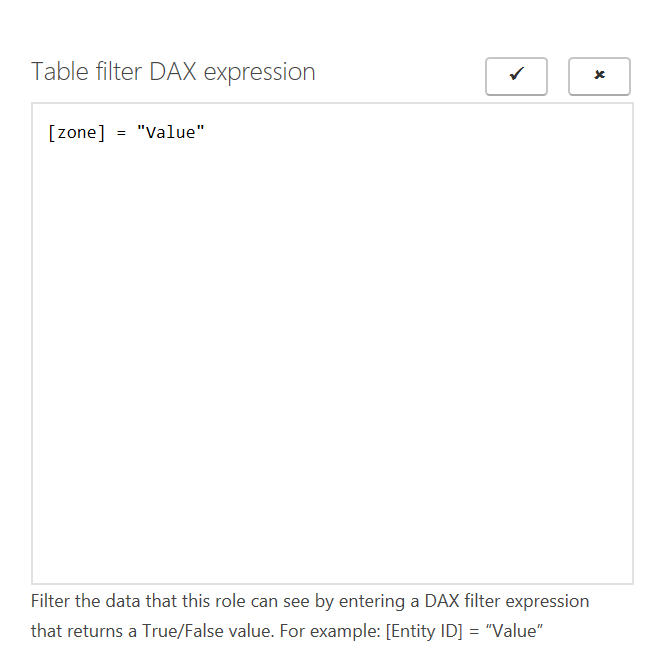 Table filter DAX expression
[zone] = "Value"
Filter the data that this role can see by entering a DAX filter expression
that returns a True/False value. For example: [Entity ID] = “Value”